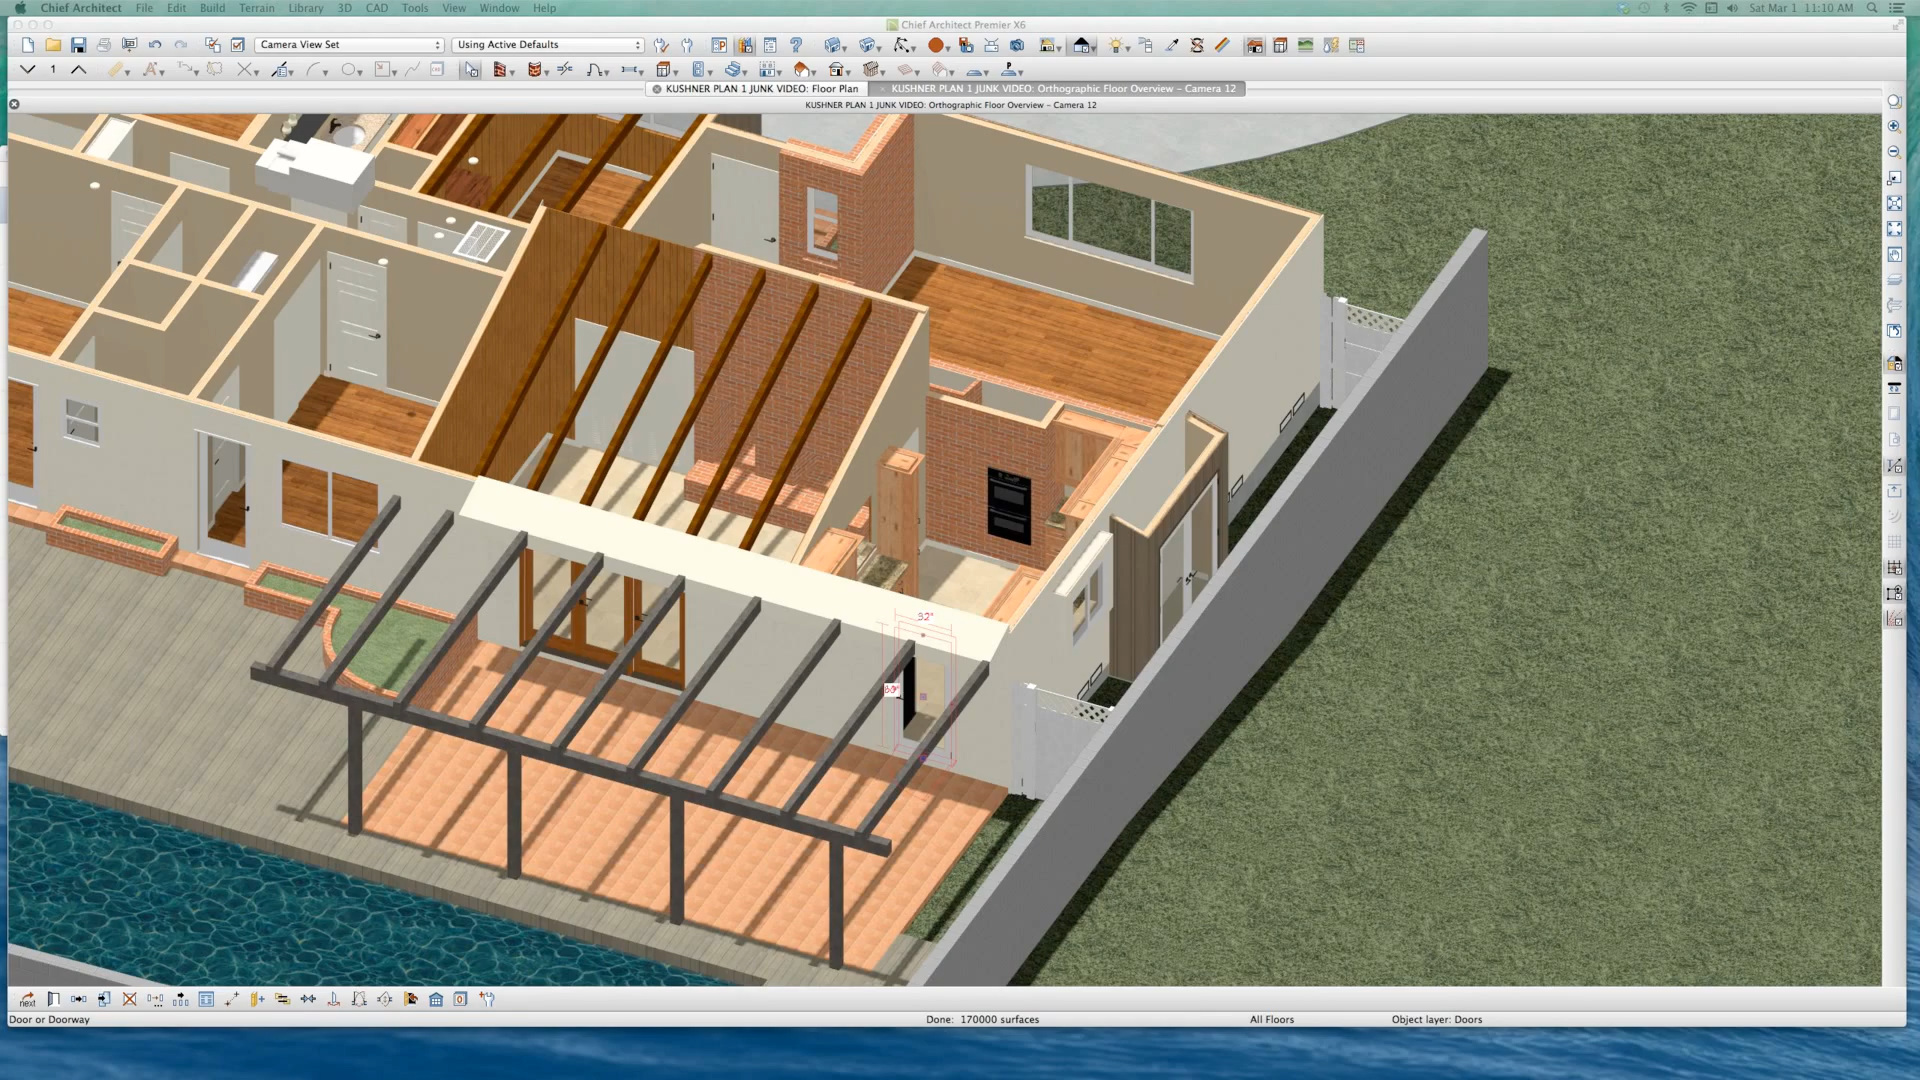 Chief Architect File Edit Build Terrain Library 3D CAD Tools View Window Help Sat Mar 1 11:10 AM
Chief Architect Premier X6
Camera View Set Using Active Defaults
1
KUSHNER PLAN 1 JUNK VIDEO: Floor Plan KUSHNER PLAN 1 JUNK VIDEO: Orthographic Floor Overview – Camera 12
KUSHNER PLAN 1 JUNK VIDEO: Orthographic Floor Overview – Camera 12
32"
80"
next
Door or Doorway Done: 170000 surfaces All Floors Object layer: Doors